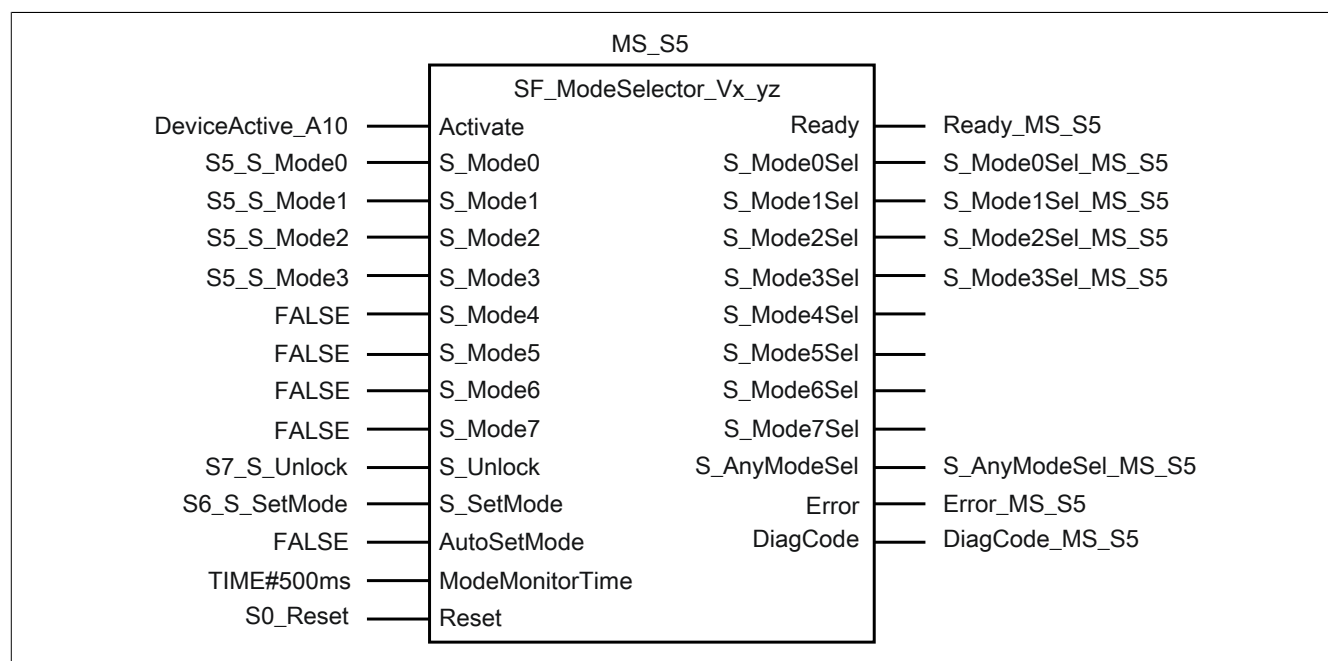 MS_S5
SF_ModeSelector_Vx_yz
DeviceActive_A10 Activate Ready Ready_MS_S5
S5_S_Mode0 S_Mode0 S_Mode0Sel S_Mode0Sel_MS_S5
S5_S_Mode1 S_Mode1 S_Mode1Sel S_Mode1Sel_MS_S5
S5_S_Mode2 S_Mode2 S_Mode2Sel S_Mode2Sel_MS_S5
S5_S_Mode3 S_Mode3 S_Mode3Sel S_Mode3Sel_MS_S5
FALSE S_Mode4 S_Mode4Sel
FALSE S_Mode5 S_Mode5Sel
FALSE S_Mode6 S_Mode6Sel
FALSE S_Mode7 S_Mode7Sel
S7_S_Unlock S_Unlock S_AnyModeSel S_AnyModeSel_MS_S5
S6_S_SetMode S_SetMode Error Error_MS_S5
FALSE AutoSetMode DiagCode DiagCode_MS_S5
TIME#500ms ModeMonitorTime
S0_Reset Reset